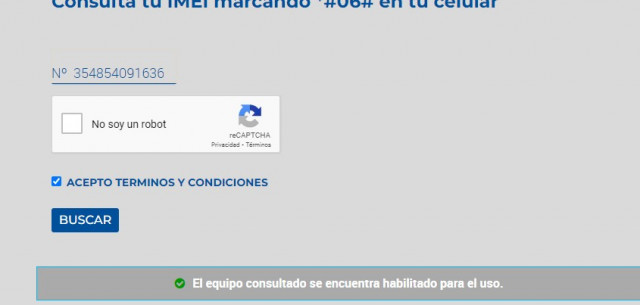 Consulta tu IMEI marcando *#06# en tu celular
Nº 354854091636
No soy un robot
reCAPTCHA
Privacidad • Términos
ACEPTO TERMINOS Y CONDICIONES
BUSCAR
El equipo consultado se encuentra habilitado para el uso.